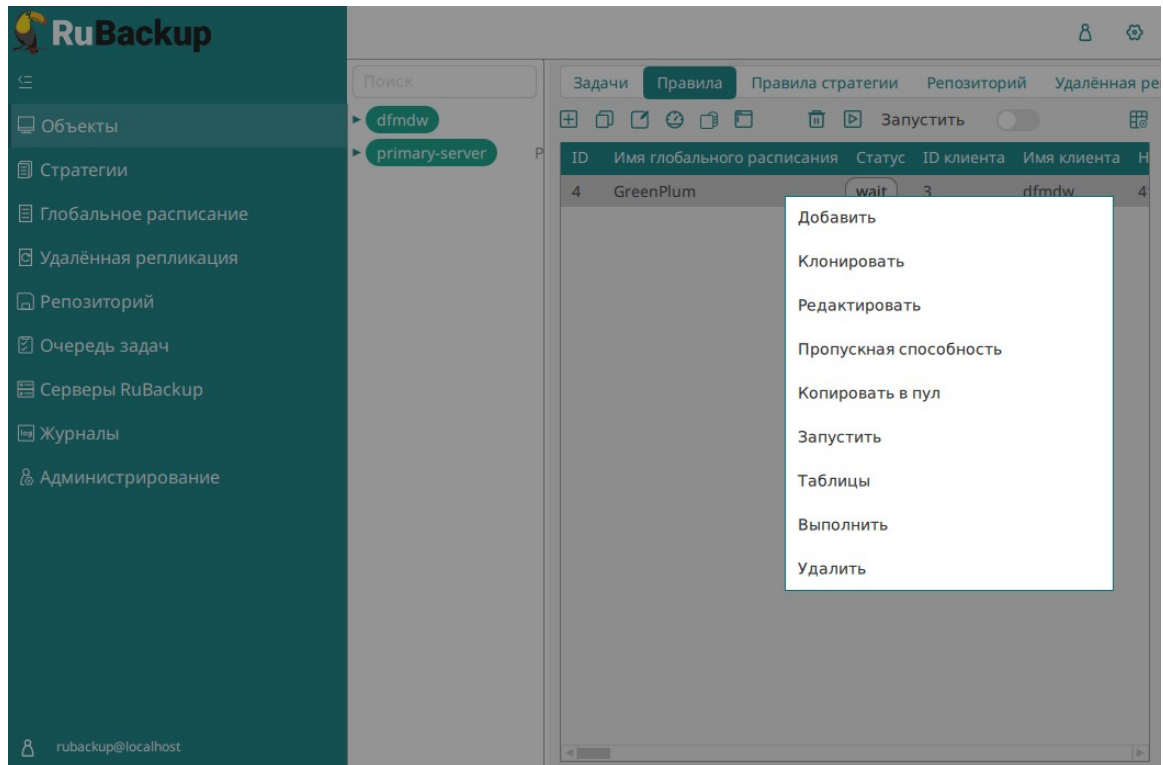 RuBackup
Объекты
Стратегии
Глобальное расписание
Удалённая репликация
Репозиторий
Очередь задач
Серверы RuBackup
log Журналы
Администрирование
rubackup@localhost
Поиск
dfmdw
primary-server P
Задачи Правила Правила стратегии Репозиторий Удалённая ре
Запустить
ID Имя глобального расписания Статус ID клиента Имя клиента Н
4 GreenPlum wait 3 dfmdw 4
Добавить
Клонировать
Редактировать
Пропускная способность
Копировать в пул
Запустить
Таблицы
Выполнить
Удалить